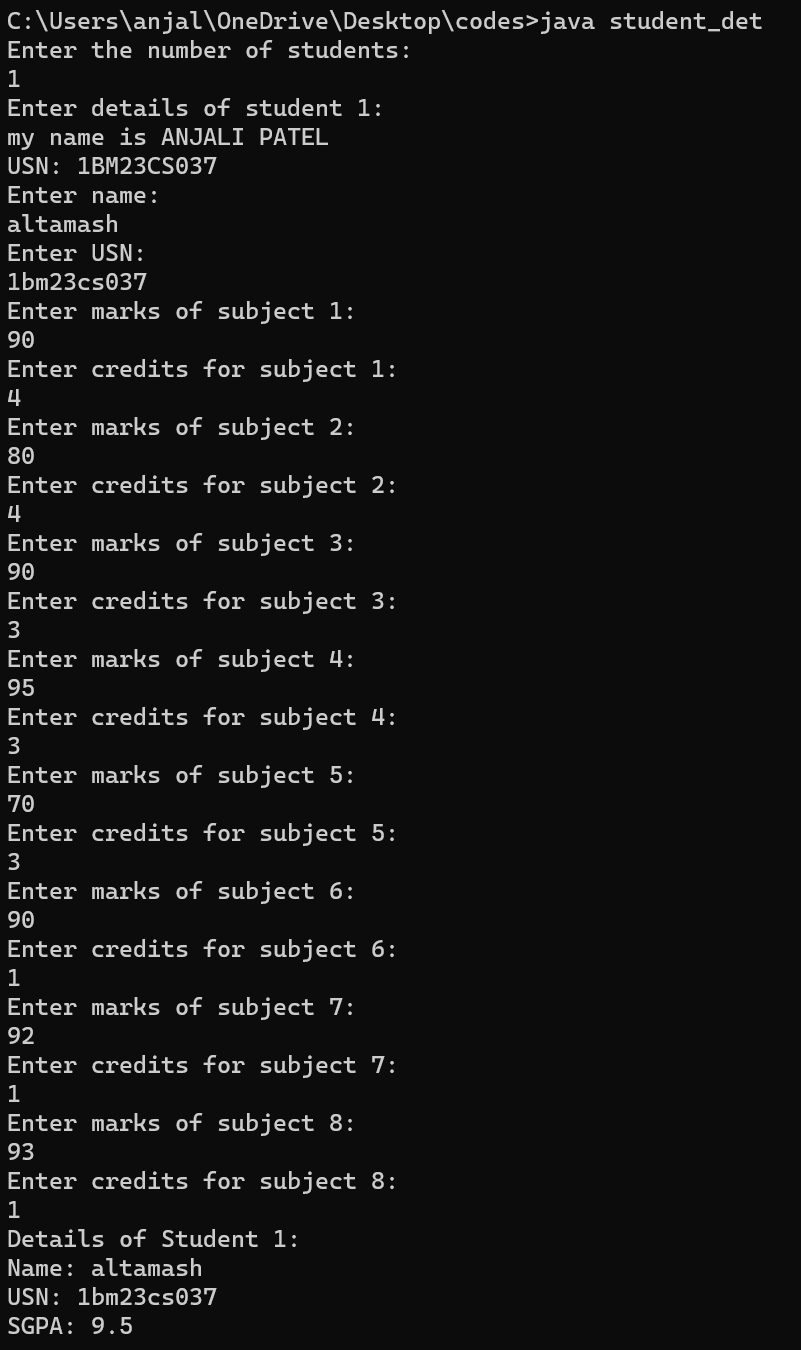 C:\Users\anjal\OneDrive\Desktop\codes>java student_det
Enter the number of students:
1
Enter details of student 1:
my name is ANJALI PATEL
USN: 1BM23CS037
Enter name:
altamash
Enter USN:
1bm23cs037
Enter marks of subject 1:
90
Enter credits for subject 1:
4
Enter marks of subject 2:
80
Enter credits for subject 2:
4
Enter marks of subject 3:
90
Enter credits for subject 3:
3
Enter marks of subject 4:
95
Enter credits for subject 4:
3
Enter marks of subject 5:
70
Enter credits for subject 5:
3
Enter marks of subject 6:
90
Enter credits for subject 6:
1
Enter marks of subject 7:
92
Enter credits for subject 7:
1
Enter marks of subject 8:
93
Enter credits for subject 8:
1
Details of Student 1:
Name: altamash
USN: 1bm23cs037
SGPA: 9.5